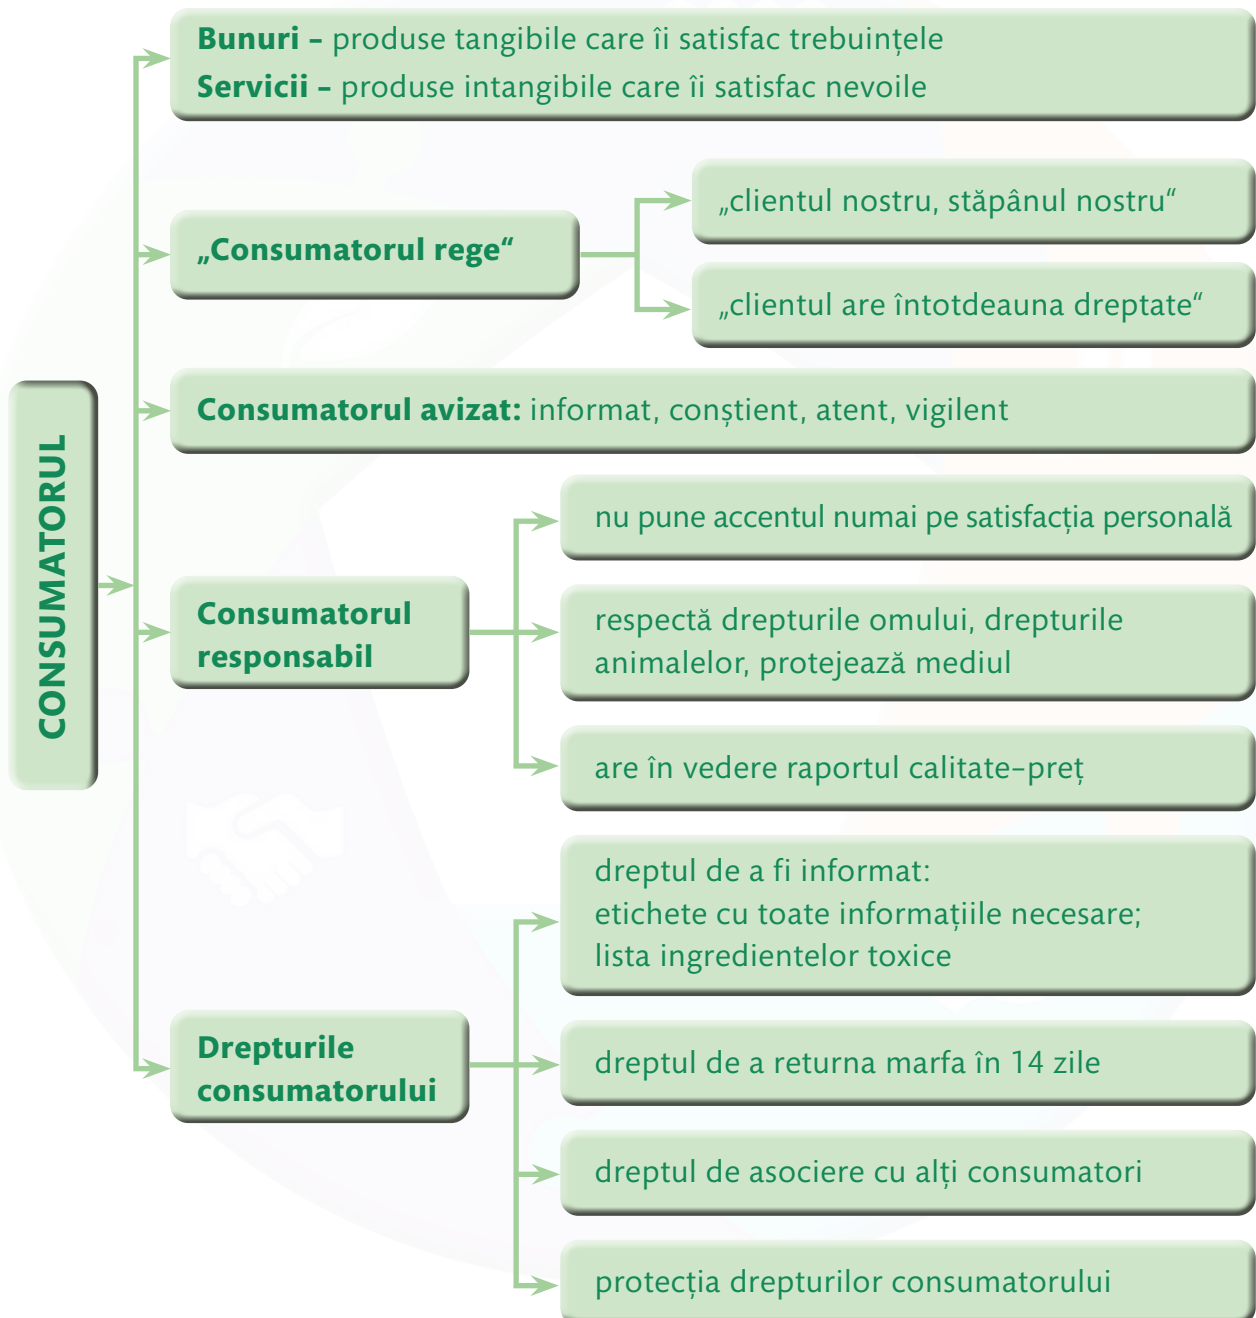 CONSUMATORUL
Bunuri – produse tangibile care îi satisfac trebuințele
Servicii – produse intangibile care îi satisfac nevoile
„Consumatorul rege“
„clientul nostru, stăpânul nostru“
„clientul are întotdeauna dreptate“
Consumatorul avizat: informat, conștient, atent, vigilent
Consumatorul
responsabil
nu pune accentul numai pe satisfacția personală
respectă drepturile omului, drepturile
animalelor, protejează mediul
are în vedere raportul calitate–preț
Drepturile
consumatorului
dreptul de a fi informat:
etichete cu toate informațiile necesare;
lista ingredientelor toxice
dreptul de a returna marfa în 14 zile
dreptul de asociere cu alți consumatori
protecția drepturilor consumatorului